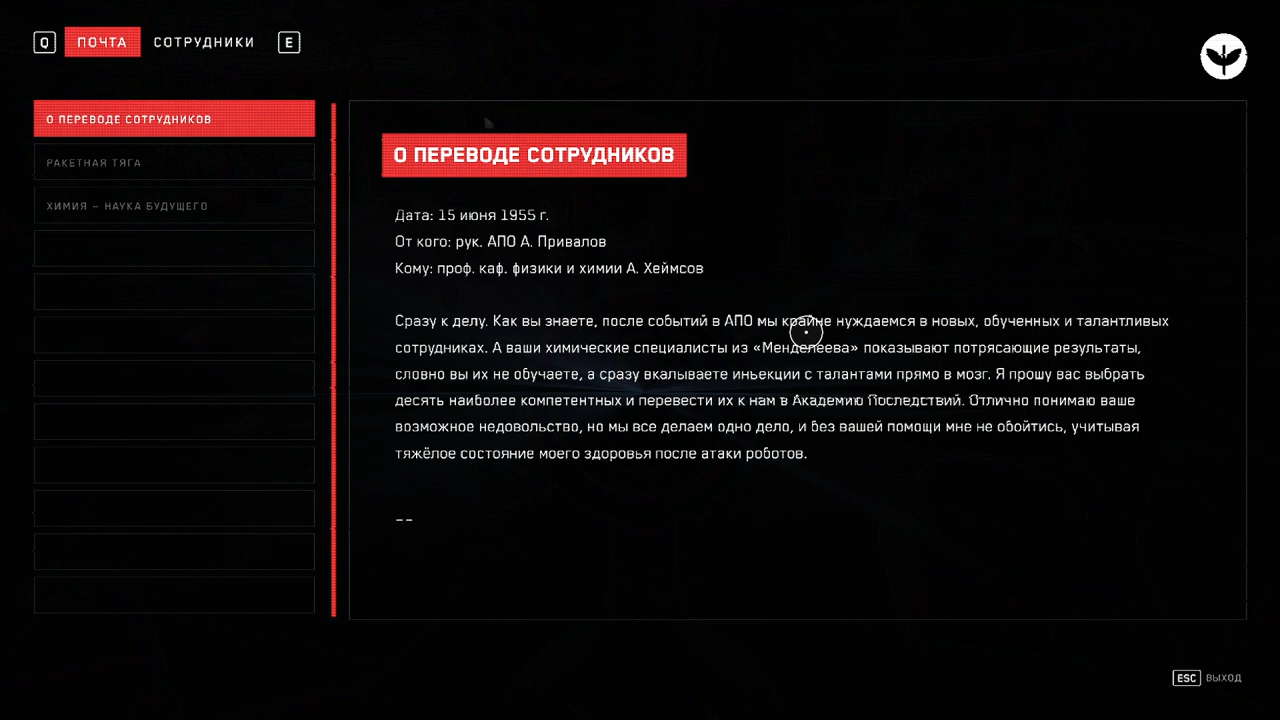 Q ПОЧТА СОТРУДНИКИ E
О ПЕРЕВОДЕ СОТРУДНИКОВ
РАКЕТНАЯ ТЯГА
ХИМИЯ – НАУКА БУДУЩЕГО
О ПЕРЕВОДЕ СОТРУДНИКОВ
Дата: 15 июня 1955 г.
От кого: рук. АПО А. Привалов
Кому: проф. каф. физики и химии А. Хеймсов
Сразу к делу. Как вы знаете, после событий в АПО мы крайне нуждаемся в новых, обученных и талантливых
сотрудниках. А ваши химические специалисты из «Менделеева» показывают потрясающие результаты,
словно вы их не обучаете, а сразу вкалываете инъекции с талантами прямо в мозг. Я прошу вас выбрать
десять наиболее компетентных и перевести их к нам в Академию Последствий. Отлично понимаю ваше
возможное недовольство, но мы все делаем одно дело, и без вашей помощи мне не обойтись, учитывая
тяжёлое состояние моего здоровья после атаки роботов.
--
ESC ВЫХОД